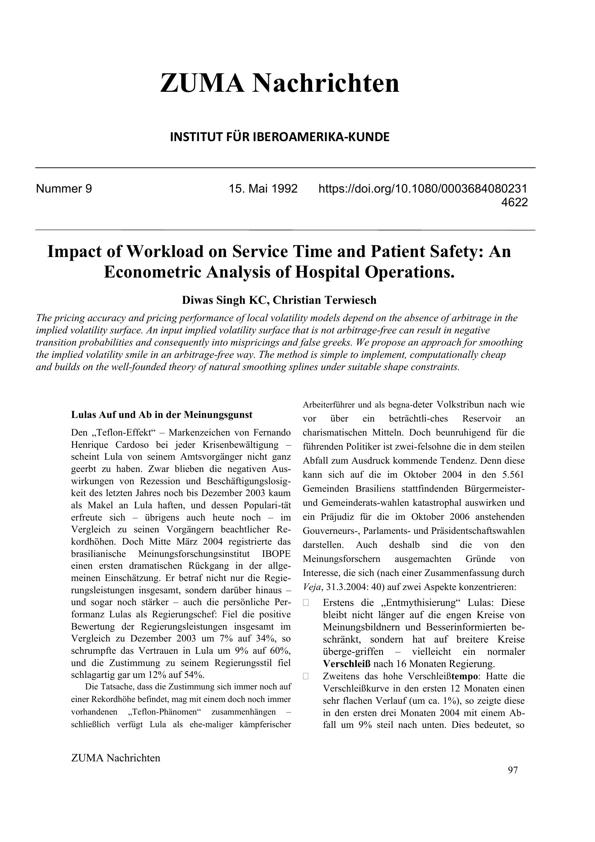 ZUMA Nachrichten
INSTITUT FÜR IBEROAMERIKA-KUNDE
Nummer 9 15. Mai 1992 https://doi.org/10.1080/0003684080231
4622
Impact of Workload on Service Time and Patient Safety: An
Econometric Analysis of Hospital Operations.
Diwas Singh KC, Christian Terwiesch
The pricing accuracy and pricing performance of local volatility models depend on the absence of arbitrage in the
implied volatility surface. An input implied volatility surface that is not arbitrage-free can result in negative
transition probabilities and consequently into mispricings and false greeks. We propose an approach for smoothing
the implied volatility smile in an arbitrage-free way. The method is simple to implement, computationally cheap
and builds on the well-founded theory of natural smoothing splines under suitable shape constraints.
Lulas Auf und Ab in der Meinungsgunst
Den „Teflon-Effekt“ – Markenzeichen von Fernando
Henrique Cardoso bei jeder Krisenbewältigung –
scheint Lula von seinem Amtsvorgänger nicht ganz
geerbt zu haben. Zwar blieben die negativen Aus-
wirkungen von Rezession und Beschäftigungslosig-
keit des letzten Jahres noch bis Dezember 2003 kaum
als Makel an Lula haften, und dessen Populari-tät
erfreute sich – übrigens auch heute noch – im
Vergleich zu seinen Vorgängern beachtlicher Re-
kordhöhen. Doch Mitte März 2004 registrierte das
brasilianische Meinungsforschungsinstitut IBOPE
einen ersten dramatischen Rückgang in der allge-
meinen Einschätzung. Er betraf nicht nur die Regie-
rungsleistungen insgesamt, sondern darüber hinaus –
und sogar noch stärker – auch die persönliche Per-
formanz Lulas als Regierungschef: Fiel die positive
Bewertung der Regierungsleistungen insgesamt im
Vergleich zu Dezember 2003 um 7% auf 34%, so
schrumpfte das Vertrauen in Lula um 9% auf 60%,
und die Zustimmung zu seinem Regierungsstil fiel
schlagartig gar um 12% auf 54%.
Die Tatsache, dass die Zustimmung sich immer noch auf
einer Rekordhöhe befindet, mag mit einem doch noch immer
vorhandenen „Teflon-Phänomen“ zusammenhängen –
schließlich verfügt Lula als ehe-maliger kämpferischer
Arbeiterführer und als begna-deter Volkstribun nach wie
vor über ein beträchtli-ches Reservoir an
charismatischen Mitteln. Doch beunruhigend für die
führenden Politiker ist zwei-felsohne die in dem steilen
Abfall zum Ausdruck kommende Tendenz. Denn diese
kann sich auf die im Oktober 2004 in den 5.561
Gemeinden Brasiliens stattfindenden Bürgermeister-
und Gemeinderats-wahlen katastrophal auswirken und
ein Präjudiz für die im Oktober 2006 anstehenden
Gouverneurs-, Parlaments- und Präsidentschaftswahlen
darstellen. Auch deshalb sind die von den
Meinungsforschern ausgemachten Gründe von
Interesse, die sich (nach einer Zusammenfassung durch
Veja, 31.3.2004: 40) auf zwei Aspekte konzentrieren:
Erstens die „Entmythisierung“ Lulas: Diese
bleibt nicht länger auf die engen Kreise von
Meinungsbildnern und Besserinformierten be-
schränkt, sondern hat auf breitere Kreise
überge-griffen – vielleicht ein normaler
Verschleiß nach 16 Monaten Regierung.
Zweitens das hohe Verschleißtempo: Hatte die
Verschleißkurve in den ersten 12 Monaten einen
sehr flachen Verlauf (um ca. 1%), so zeigte diese
in den ersten drei Monaten 2004 mit einem Ab-
fall um 9% steil nach unten. Dies bedeutet, so
ZUMA Nachrichten
97